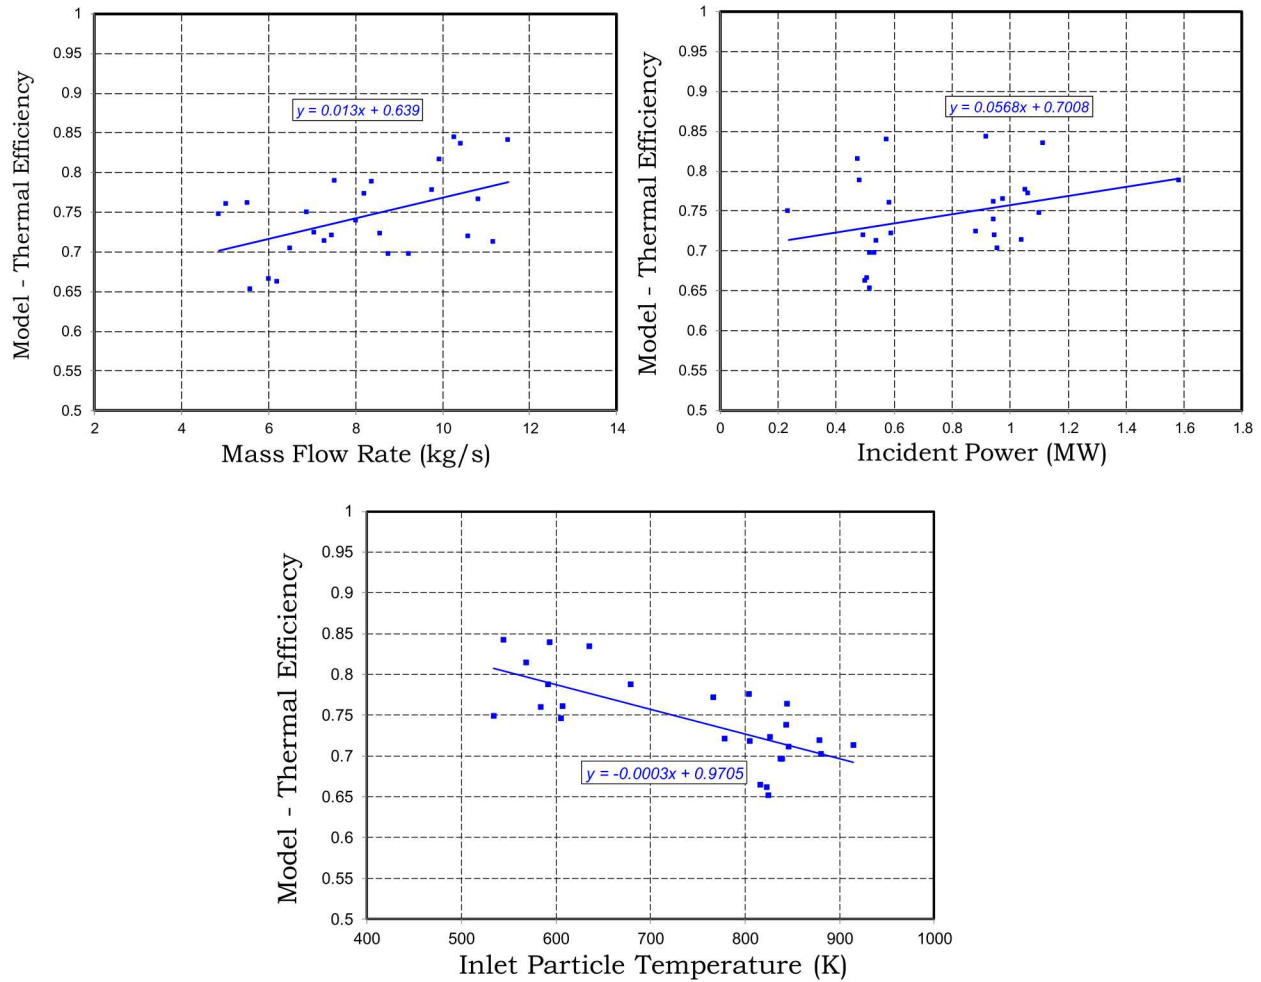 Model - Thermal Efficiency
1
0.95
0.9
0.85
0.8
0.75
0.7
0.65
0.6
0.55
0.5
y = 0.013x + 0.639
2 4 6 8 10 12 14
Mass Flow Rate (kg/s)
Model - Thermal Efficiency
1
0.95
0.9
0.85
0.8
0.75
0.7
0.65
0.6
0.55
0.5
y = 0.0568x + 0.7008
0 0.2 0.4 0.6 0.8 1 1.2 1.4 1.6 1.8
Incident Power (MW)
Model - Thermal Efficiency
1
0.95
0.9
0.85
0.8
0.75
0.7
0.65
0.6
0.55
0.5
y = -0.0003x + 0.9705
400 500 600 700 800 900 1000
Inlet Particle Temperature (K)